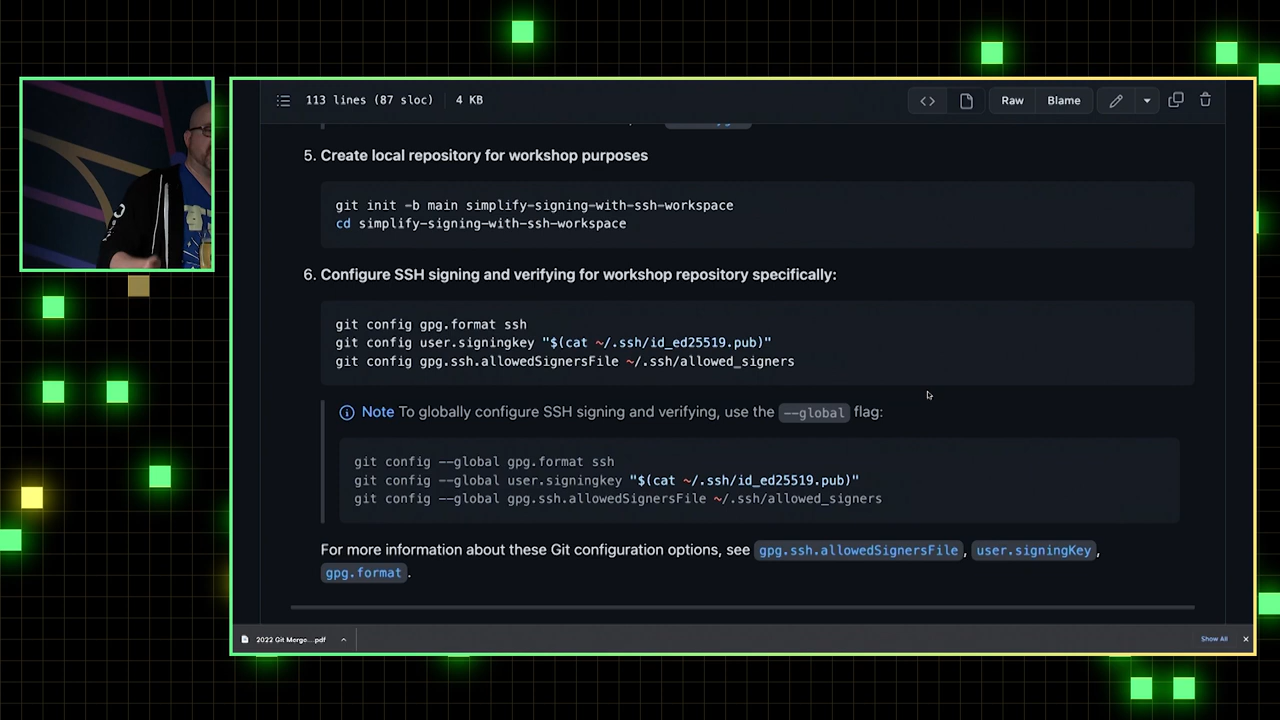 113 lines (87 sloc) 4 KB
Raw Blame
5. Create local repository for workshop purposes
git init -b main simplify-signing-with-ssh-workspace
cd simplify-signing-with-ssh-workspace
6. Configure SSH signing and verifying for workshop repository specifically:
git config gpg.format ssh
git config user.signingkey "$(cat ~/.ssh/id_ed25519.pub)"
git config gpg.ssh.allowedSignersFile ~/.ssh/allowed_signers
Note To globally configure SSH signing and verifying, use the --global flag:
git config --global gpg.format ssh
git config --global user.signingkey "$(cat ~/.ssh/id_ed25519.pub)"
git config --global gpg.ssh.allowedSignersFile ~/.ssh/allowed_signers
For more information about these Git configuration options, see gpg.ssh.allowedSignersFile, user.signingKey,
gpg.format.
2022 Git Merge....pdf
Show All